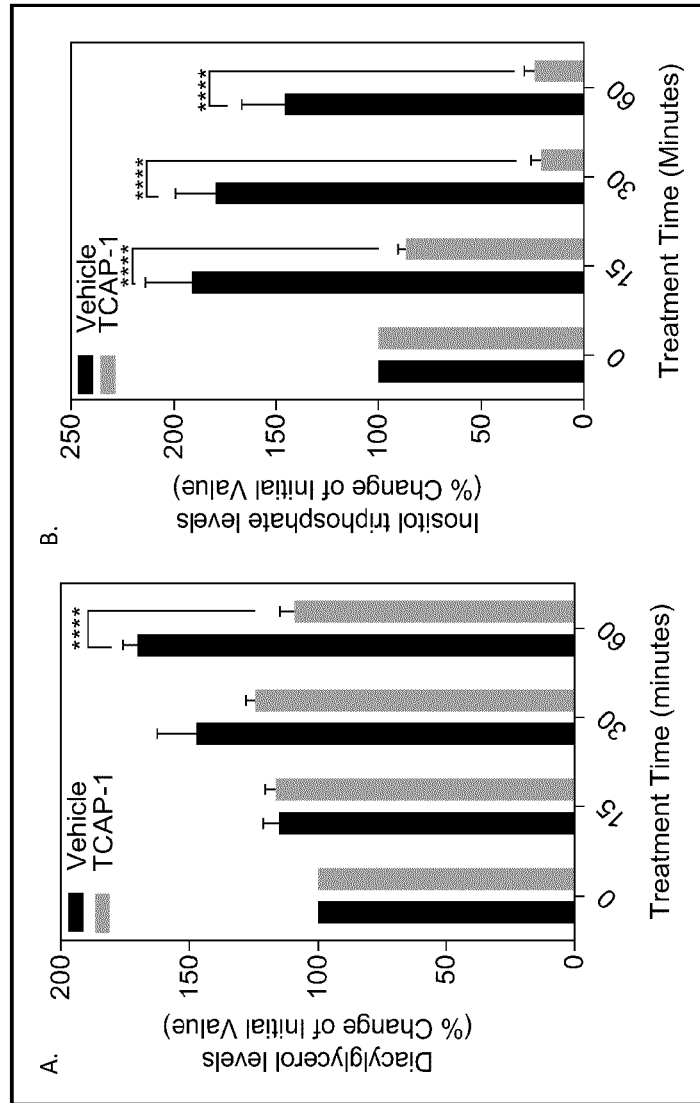 A.
Diacylglycerol levels
(% Change of Initial Value)
200
150
100
50
0
Vehicle
TCAP-1
****
0
15
30
60
Treatment Time (minutes)
B.
Inositol triphosphate levels
(% Change of Initial Value)
250
200
150
100
50
0
Vehicle
TCAP-1
****
****
****
0
15
30
60
Treatment Time (Minutes)